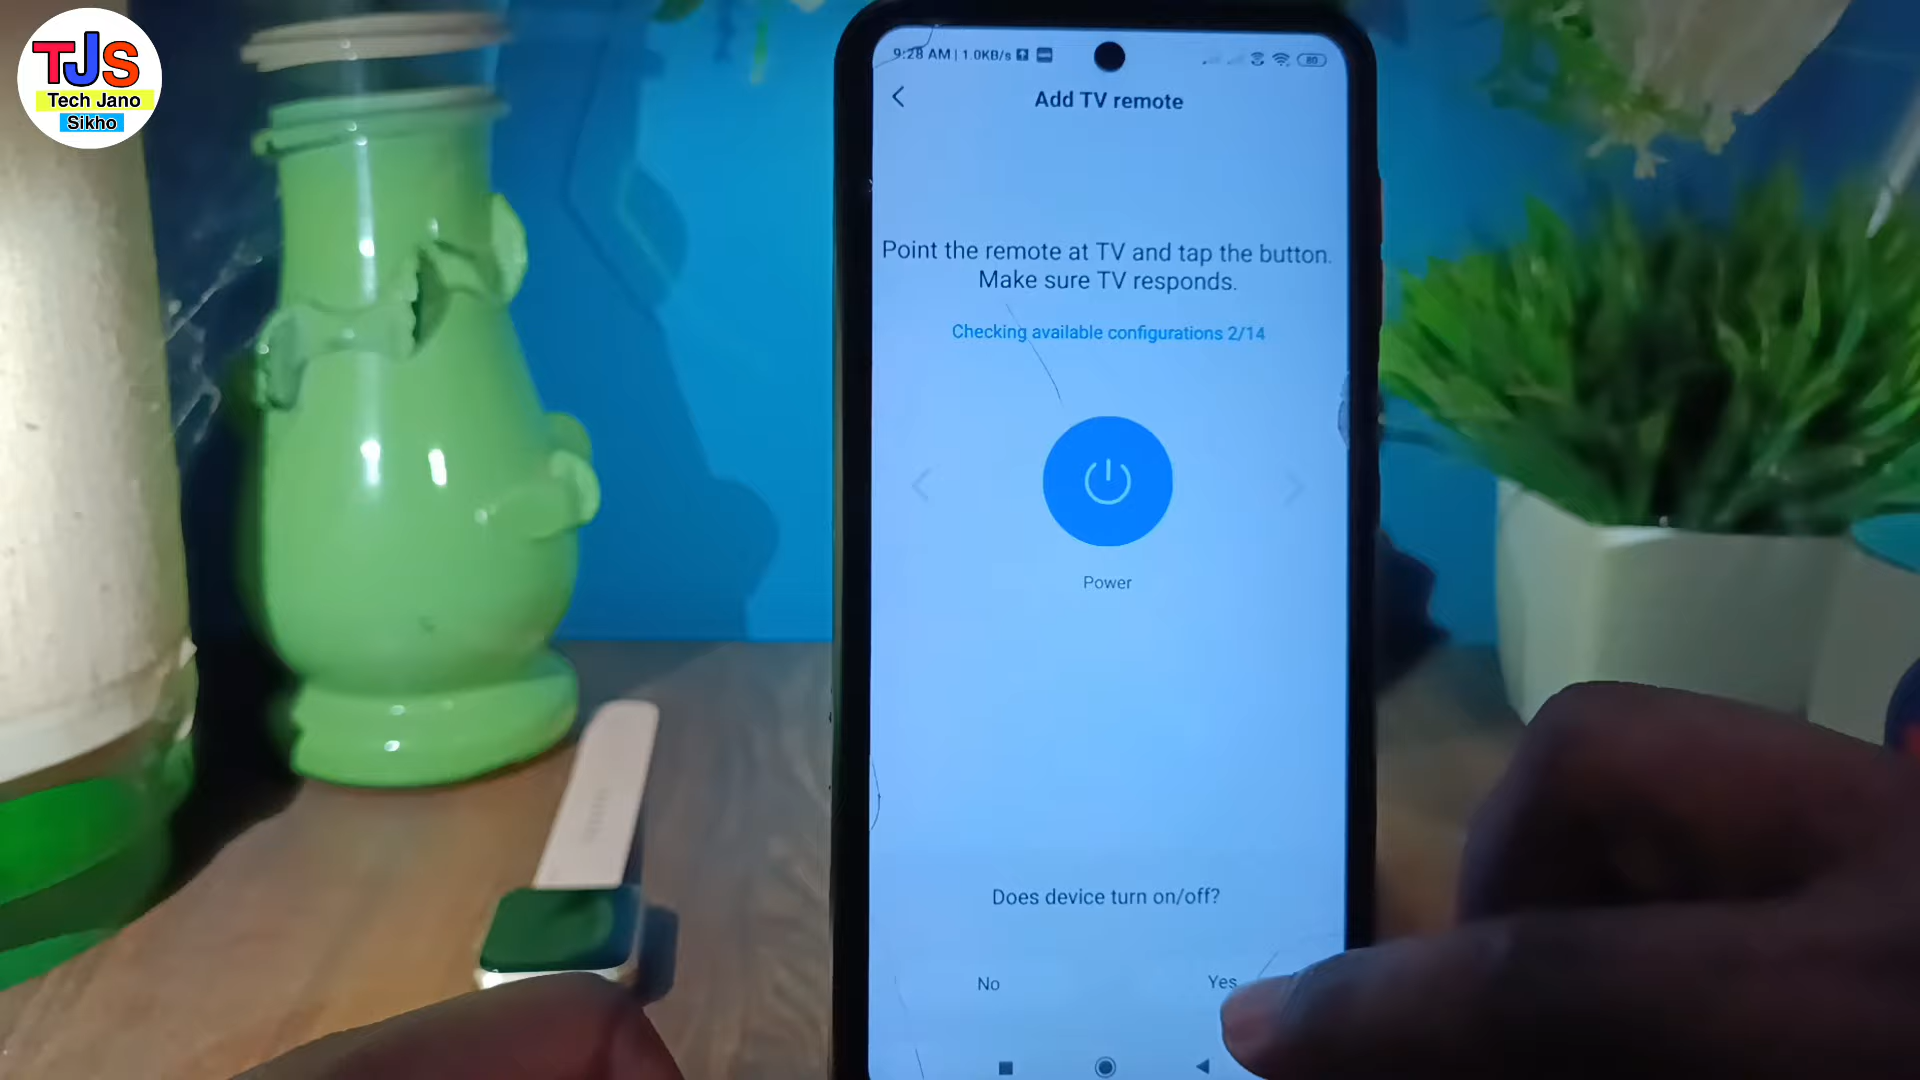 TJS
Tech Jano
Sikho
9:28 AM | 1.0KB/s
80
Add TV remote
Point the remote at TV and tap the button.
Make sure TV responds.
Checking available configurations 2/14
Power
Does device turn on/off?
No
Yes